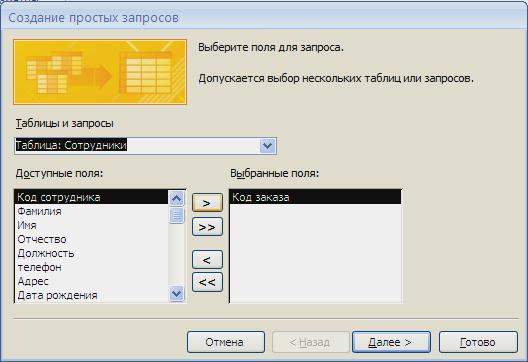 Создание простых запросов
Выберите поля для запроса.
Допускается выбор нескольких таблиц или запросов.
Таблицы и запросы
Таблица: Сотрудники
Доступные поля:
Выбранные поля:
Код сотрудника
Фамилия
Имя
Отчество
Должность
телефон
Адрес
Дата рождения
>
>>
<
<<
Код заказа
Отмена
< Назад
Далее >
Готово